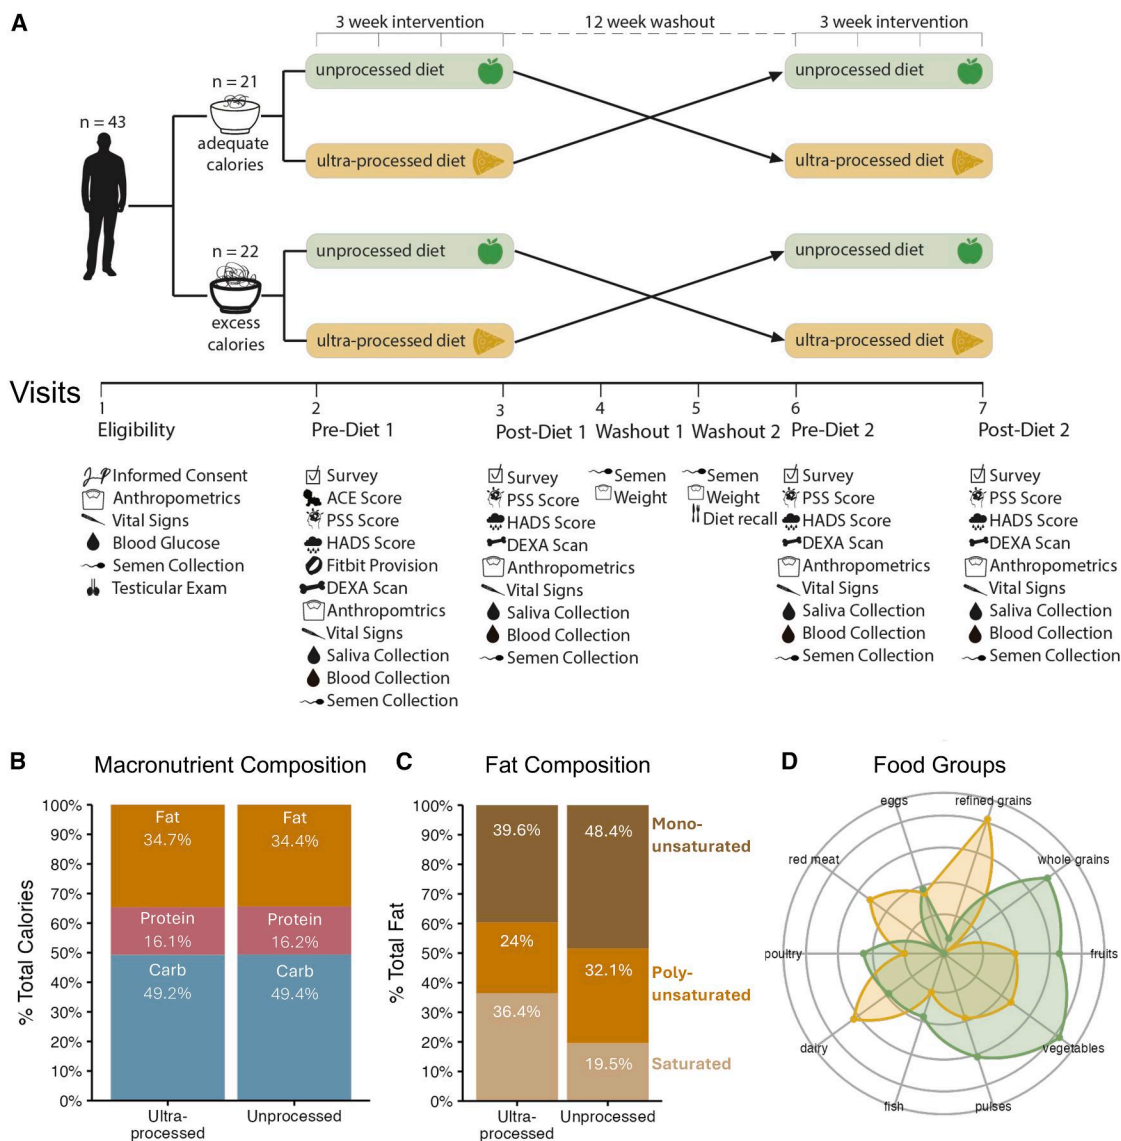 A
3 week intervention
12 week washout
3 week intervention
n = 43
n = 21
adequate
calories
n = 22
excess
calories
unprocessed diet
ultra-processed diet
unprocessed diet
ultra-processed diet
unprocessed diet
ultra-processed diet
unprocessed diet
ultra-processed diet
Visits
1
Eligibility
Informed Consent
Anthropometrics
Vital Signs
Blood Glucose
Semen Collection
Testicular Exam
2
Pre-Diet 1
Survey
ACE Score
PSS Score
HADS Score
Fitbit Provision
DEXA Scan
Anthropomtrics
Vital Signs
Saliva Collection
Blood Collection
Semen Collection
3
Post-Diet 1
Survey
PSS Score
HADS Score
DEXA Scan
Anthropometrics
Vital Signs
Saliva Collection
Blood Collection
Semen Collection
4
Washout 1
Semen
Weight
5
Washout 2
Semen
Weight
Diet recall
6
Pre-Diet 2
Survey
PSS Score
HADS Score
DEXA Scan
Anthropometrics
Vital Signs
Saliva Collection
Blood Collection
Semen Collection
7
Post-Diet 2
Survey
PSS Score
HADS Score
DEXA Scan
Anthropometrics
Vital Signs
Saliva Collection
Blood Collection
Semen Collection
B
Macronutrient Composition
% Total Calories
100%
90%
80%
70%
60%
50%
40%
30%
20%
10%
0%
Fat
34.7%
Protein
16.1%
Carb
49.2%
Fat
34.4%
Protein
16.2%
Carb
49.4%
Ultra-
processed
Unprocessed
C
Fat Composition
% Total Fat
100%
90%
80%
70%
60%
50%
40%
30%
20%
10%
0%
39.6%
24%
36.4%
48.4%
32.1%
19.5%
Mono-
unsaturated
Poly-
unsaturated
Saturated
Ultra-
processed
Unprocessed
D
Food Groups
eggs
refined grains
red meat
whole grains
poultry
fruits
dairy
vegetables
fish
pulses